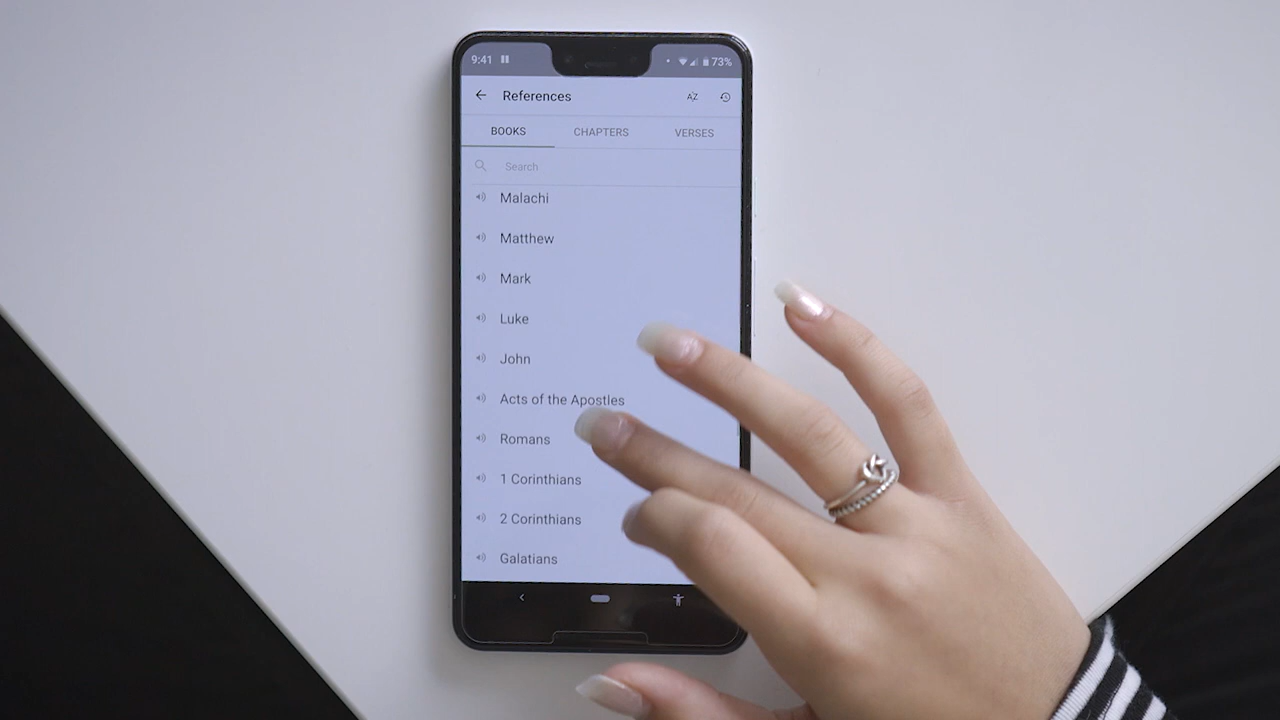 9:41 73%
References AZ
BOOKS CHAPTERS VERSES
Search
Malachi
Matthew
Mark
Luke
John
Acts of the Apostles
Romans
1 Corinthians
2 Corinthians
Galatians